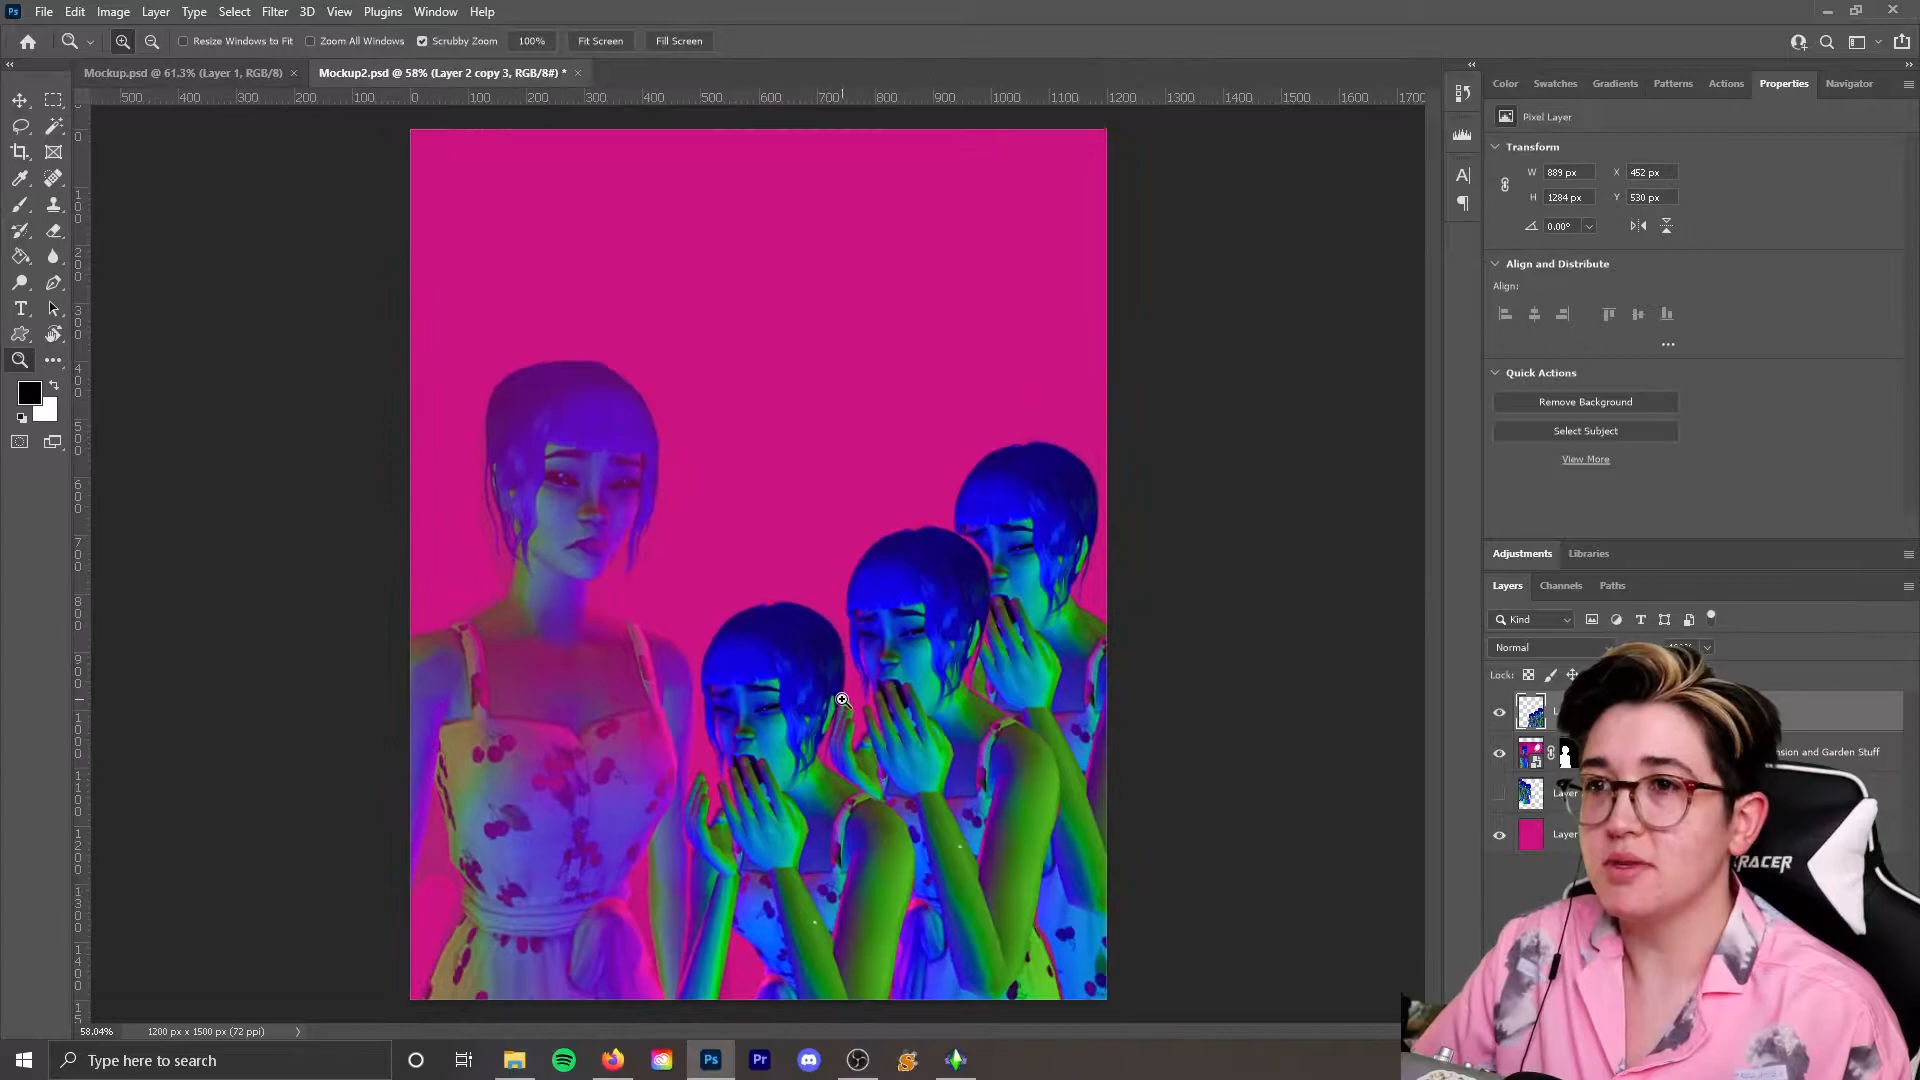 Ps File Edit Image Layer Type Select Filter 3D View Plugins Window Help
Resize Windows to Fit Zoom All Windows Scrubby Zoom 100% Fit Screen Fill Screen
Mockup.psd @ 61.3% (Layer 1, RGB/8) × Mockup2.psd @ 58% (Layer 2 copy 3, RGB/8#) * ×
Color Swatches Gradients Patterns Actions Properties Navigator
500 400 300 200 100 0 100 200 300 400 500 600 700 800 900 1000 1100 1200 1300 1400 1500 1600 1700
Pixel Layer
Transform
W 889 px X 452 px
H 1284 px Y 530 px
0.00°
Align and Distribute
Align:
Quick Actions
Remove Background
Select Subject
View More
Adjustments Libraries
Layers Channels Paths
Kind
Normal
Lock:
L
nsion and Garden Stuff
Layer
Layer
RACER
58.04% 1200 px x 1500 px (72 ppi)
Type here to search
Ps Pr